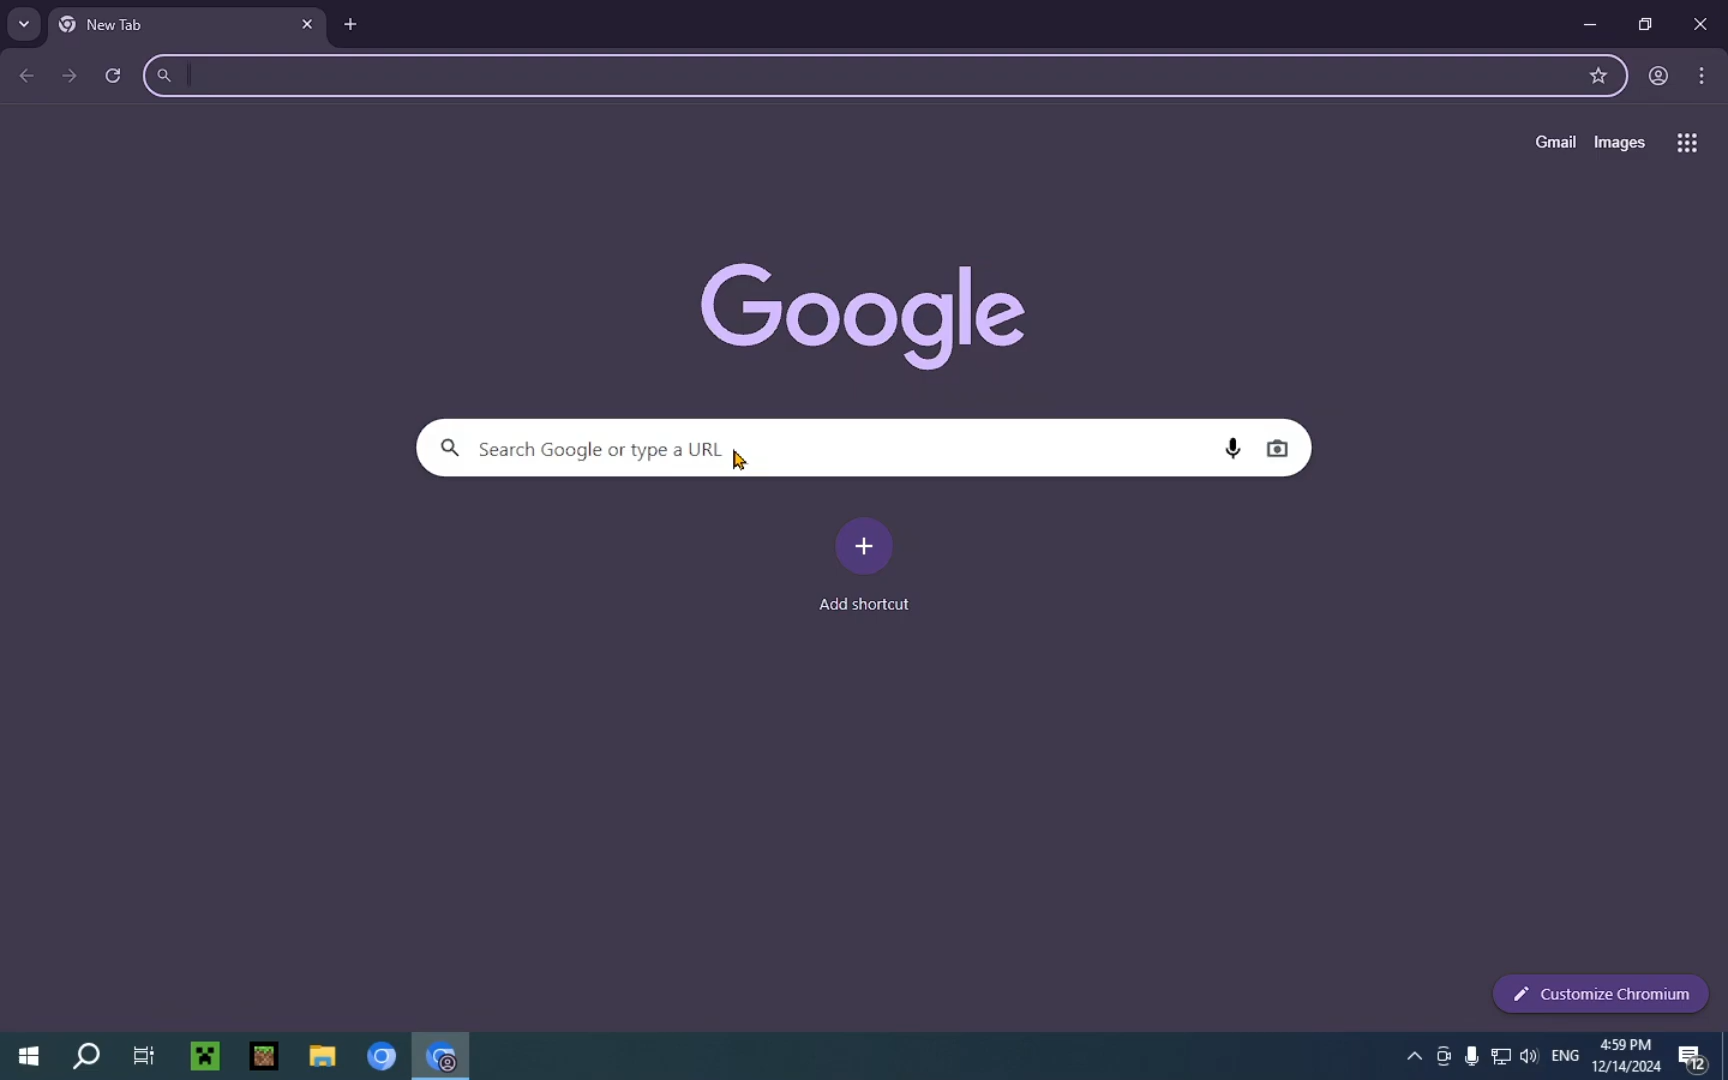 New Tab
Gmail Images
Google
Search Google or type a URL
Add shortcut
Customize Chromium
ENG
4:59 PM
12/14/2024
12